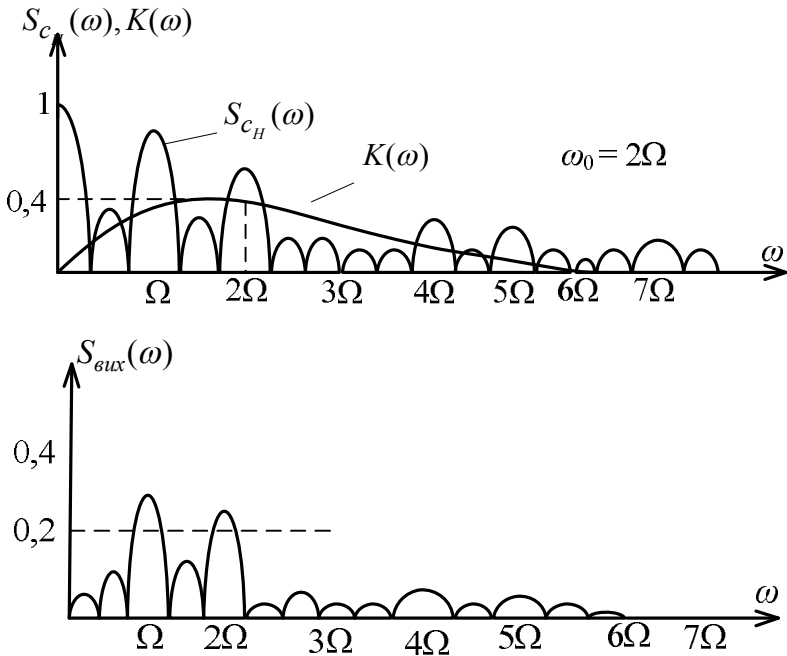 S_{c_н}(ω), K(ω)
1
S_{c_H}(ω)
K(ω)
ω₀ = 2Ω
0,4
ω
Ω 2Ω 3Ω 4Ω 5Ω 6Ω 7Ω
S_{вих}(ω)
0,4
0,2
ω
Ω 2Ω 3Ω 4Ω 5Ω 6Ω 7Ω